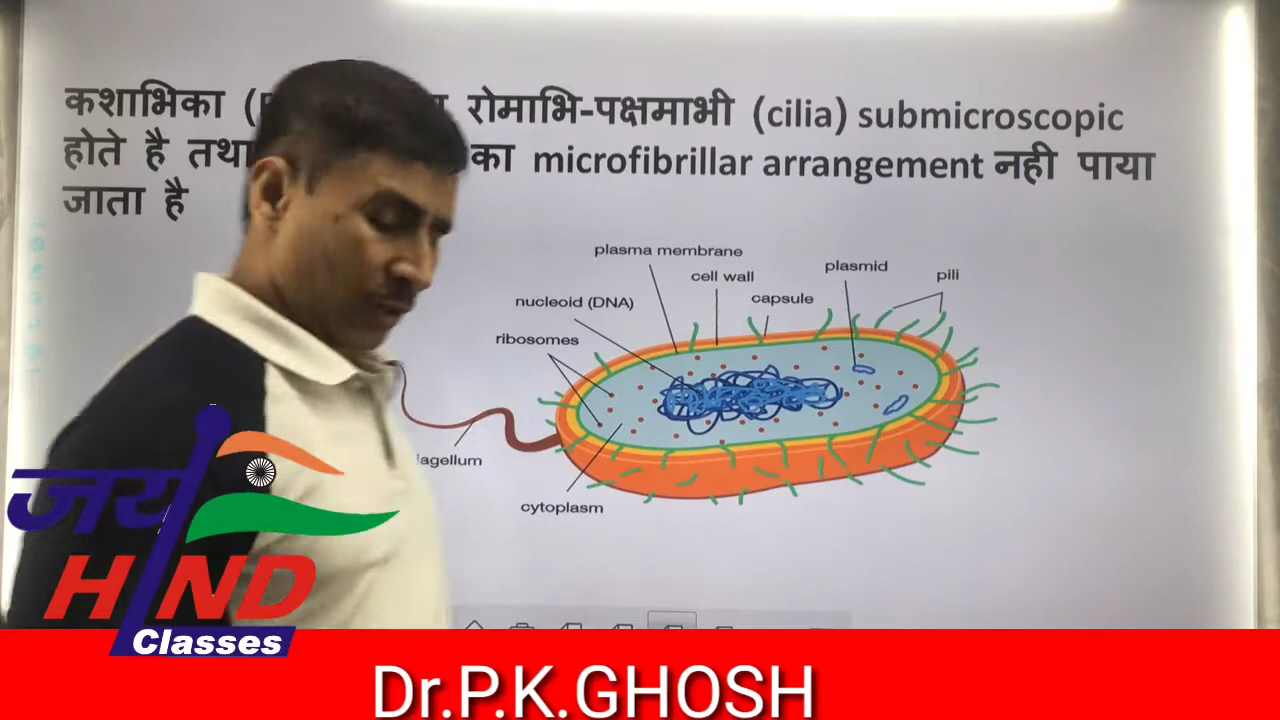 कशाभिका ( रोमाभि-पक्षमाभी (cilia) submicroscopic
होते है तथा का microfibrillar arrangement नही पाया
जाता है
plasma membrane
cell wall
plasmid
pili
nucleoid (DNA)
capsule
ribosomes
lagellum
cytoplasm
जय
HIND
Classes
Dr.P.K.GHOSH